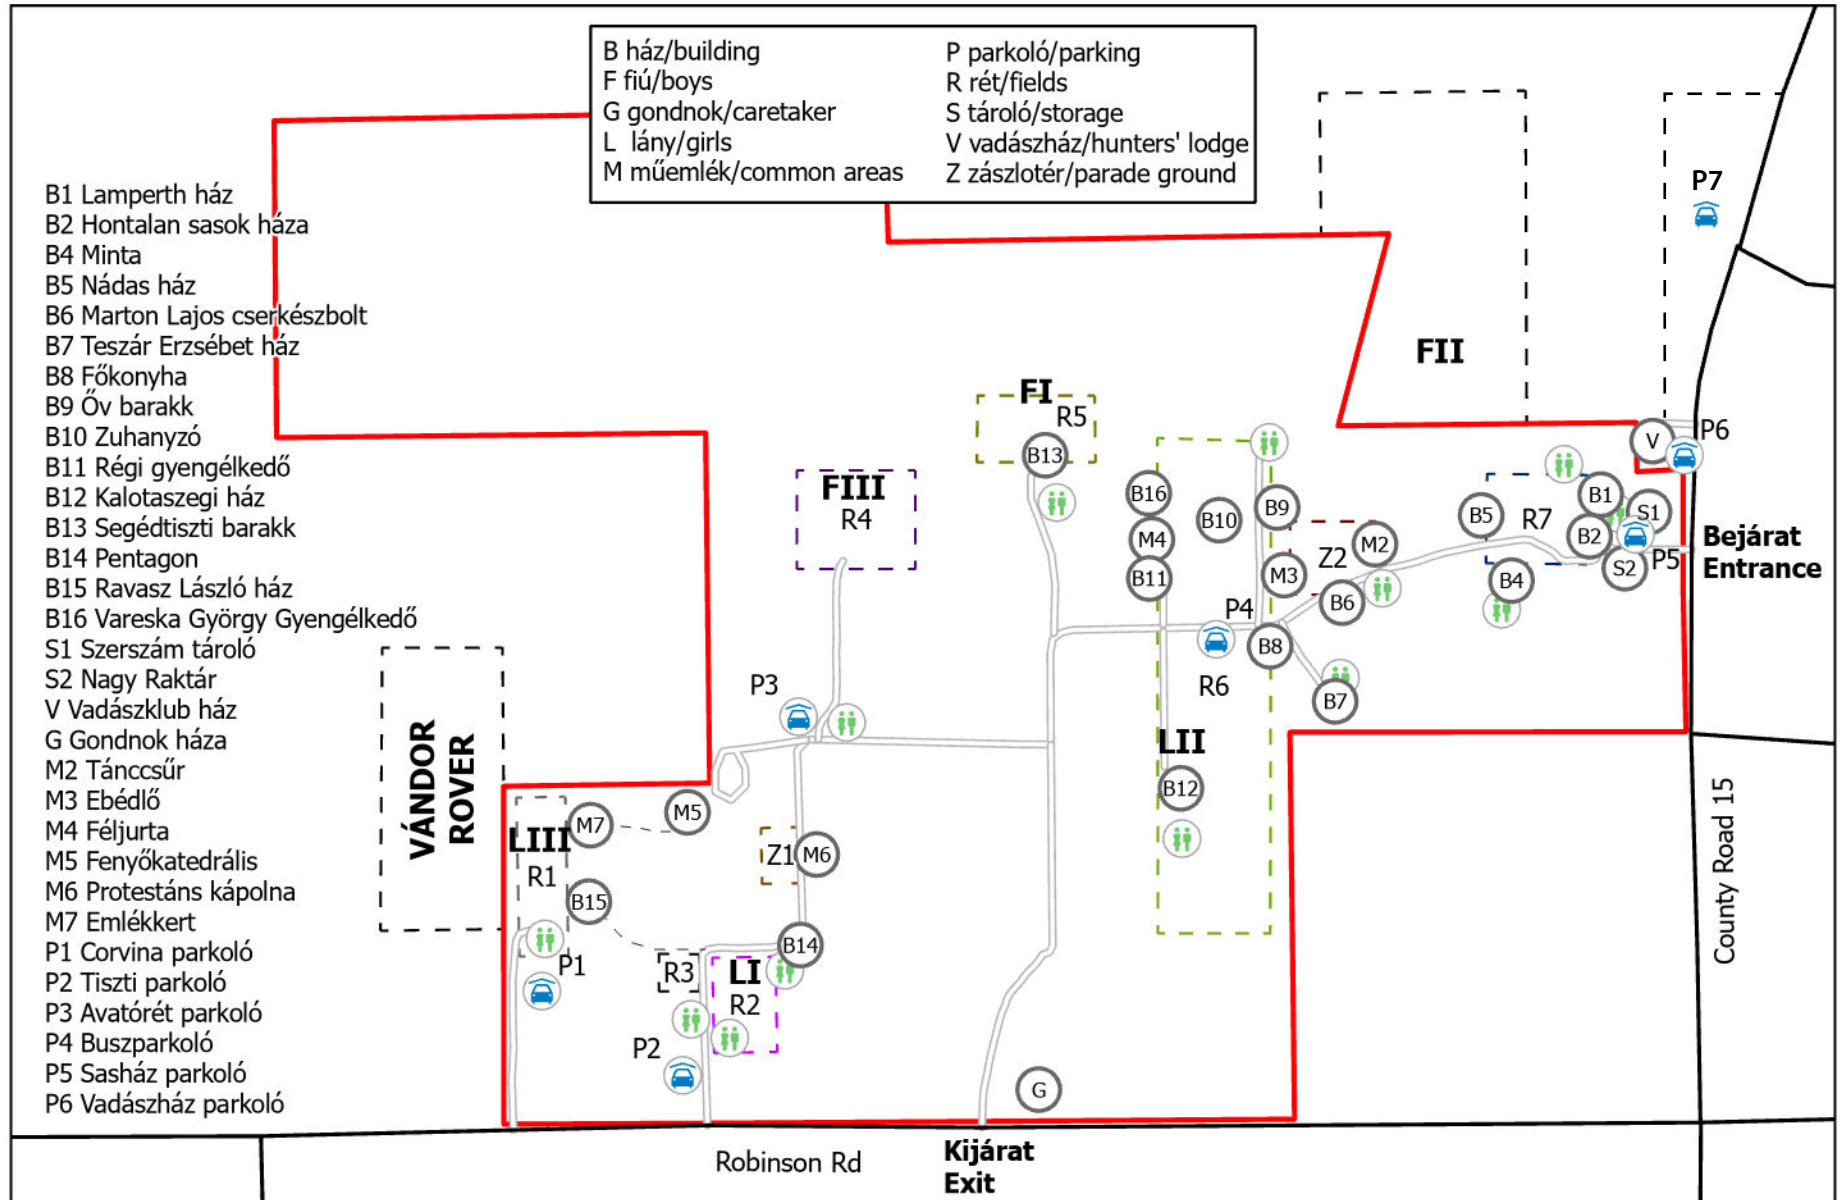 B ház/building
F fiú/boys
G gondnok/caretaker
L lány/girls
M műemlék/common areas
P parkoló/parking
R rét/fields
S tároló/storage
V vadászház/hunters' lodge
Z zászlotér/parade ground
B1 Lamperth ház
B2 Hontalan sasok háza
B4 Minta
B5 Nádas ház
B6 Marton Lajos cserkészbolt
B7 Teszár Erzsébet ház
B8 Főkonyha
B9 Őv barakk
B10 Zuhanyzó
B11 Régi gyengélkedő
B12 Kalotaszegi ház
B13 Segédtiszti barakk
B14 Pentagon
B15 Ravasz László ház
B16 Vareska György Gyengélkedő
S1 Szerszám tároló
S2 Nagy Raktár
V Vadászklub ház
G Gondnok háza
M2 Tánccsűr
M3 Ebédlő
M4 Féljurta
M5 Fenyőkatedrális
M6 Protestáns kápolna
M7 Emlékkert
P1 Corvina parkoló
P2 Tiszti parkoló
P3 Avatórét parkoló
P4 Buszparkoló
P5 Sasház parkoló
P6 Vadászház parkoló
P7
FII
FI
R5
B13
P6
V
FIII
R4
B16
M4
B11
B10
B9
M3
Z2
M2
B6
B5
R7
B1
S1
B2
P5
S2
B4
Bejárat
Entrance
P4
B8
R6
B7
P3
LII
B12
VÁNDOR
ROVER
LIII
R1
M7
M5
Z1
M6
B15
B14
P1
R3
LI
R2
P2
G
County Road 15
Robinson Rd
Kijárat
Exit